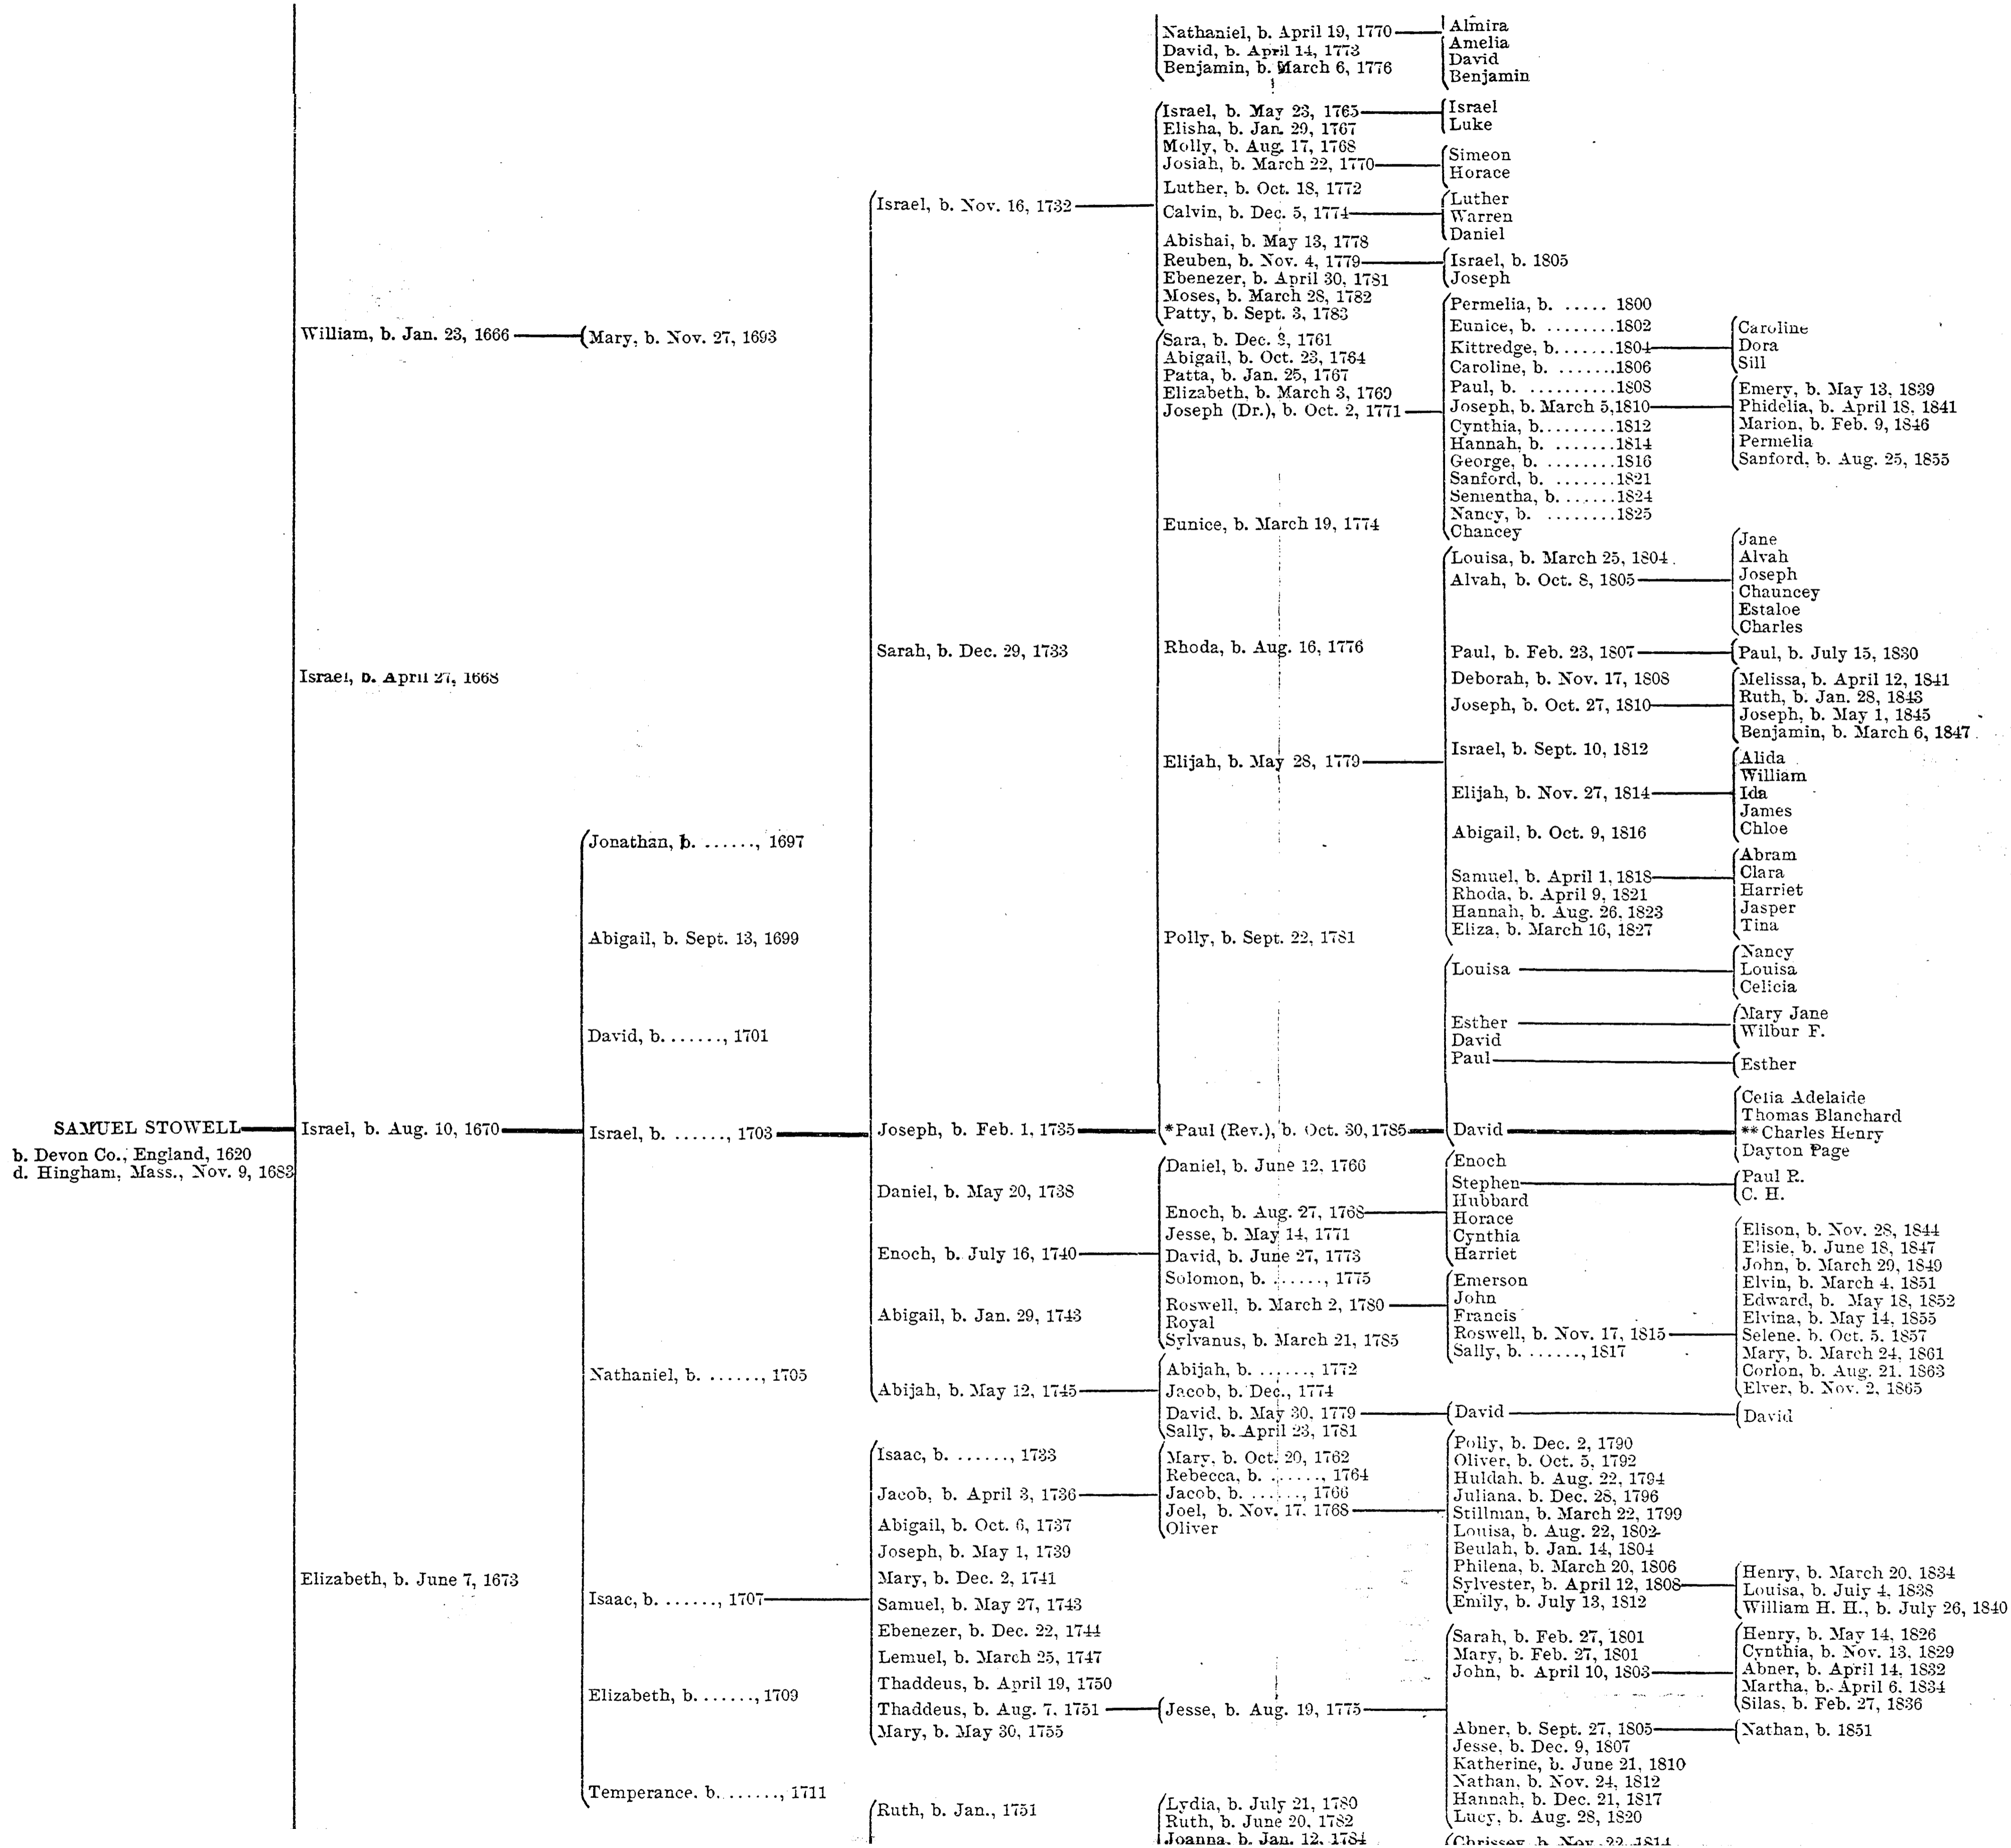 SAMUEL STOWELL
b. Devon Co., England, 1620
d. Hingham, Mass., Nov. 9, 1683
William, b. Jan. 23, 1666
Israel, b. April 27, 1668
Israel, b. Aug. 10, 1670
Elizabeth, b. June 7, 1673
Mary, b. Nov. 27, 1693
Jonathan, b. ......, 1697
Abigail, b. Sept. 13, 1699
David, b. ......, 1701
Israel, b. ......, 1703
Nathaniel, b. ......, 1705
Isaac, b. ......, 1707
Elizabeth, b. ......, 1709
Temperance, b. ......, 1711
Israel, b. Nov. 16, 1732
Sarah, b. Dec. 29, 1733
Joseph, b. Feb. 1, 1735
Daniel, b. May 20, 1738
Enoch, b. July 16, 1740
Abigail, b. Jan. 29, 1743
Abijah, b. May 12, 1745
Isaac, b. ......, 1733
Jacob, b. April 3, 1736
Abigail, b. Oct. 6, 1737
Joseph, b. May 1, 1739
Mary, b. Dec. 2, 1741
Samuel, b. May 27, 1743
Ebenezer, b. Dec. 22, 1744
Lemuel, b. March 25, 1747
Thaddeus, b. April 19, 1750
Thaddeus, b. Aug. 7, 1751
Mary, b. May 30, 1755
Ruth, b. Jan., 1751
Nathaniel, b. April 19, 1770
David, b. April 14, 1773
Benjamin, b. March 6, 1776
Israel, b. May 23, 1765
Elisha, b. Jan. 29, 1767
Molly, b. Aug. 17, 1768
Josiah, b. March 22, 1770
Luther, b. Oct. 18, 1772
Calvin, b. Dec. 5, 1774
Abishai, b. May 13, 1778
Reuben, b. Nov. 4, 1779
Ebenezer, b. April 30, 1781
Moses, b. March 28, 1782
Patty, b. Sept. 3, 1783
Sara, b. Dec. 1761
Abigail, b. Oct. 23, 1764
Patta, b. Jan. 25, 1767
Elizabeth, b. March 3, 1769
Joseph (Dr.), b. Oct. 2, 1771
Eunice, b. March 19, 1774
Rhoda, b. Aug. 16, 1776
Elijah, b. May 28, 1779
Polly, b. Sept. 22, 1781
*Paul (Rev.), b. Oct. 30, 1785
Daniel, b. June 12, 1766
Enoch, b. Aug. 27, 1768
Jesse, b. May 14, 1771
David, b. June 27, 1773
Solomon, b. ......, 1775
Roswell, b. March 2, 1780
Royal
Sylvanus, b. March 21, 1785
Abijah, b. ......, 1772
Jacob, b. Dec., 1774
David, b. May 30, 1779
Sally, b. April 23, 1781
Mary, b. Oct. 20, 1762
Rebecca, b. ......, 1764
Jacob, b. ......, 1766
Joel, b. Nov. 17, 1768
Oliver
Jesse, b. Aug. 19, 1775
Lydia, b. July 21, 1780
Ruth, b. June 20, 1782
Joanna, b. Jan. 12, 1784
Almira
Amelia
David
Benjamin
Israel
Luke
Simeon
Horace
Luther
Warren
Daniel
Israel, b. 1805
Joseph
Permelia, b. ..... 1800
Eunice, b. ........1802
Kittredge, b.......1804
Caroline, b. .......1806
Paul, b. ..........1808
Joseph, b. March 5,1810
Cynthia, b.........1812
Hannah, b. .......1814
George, b. ........1816
Sanford, b. .......1821
Sementha, b. ......1824
Nancy, b. ........1825
Chancey
Louisa, b. March 25, 1804
Alvah, b. Oct. 8, 1805
Paul, b. Feb. 23, 1807
Deborah, b. Nov. 17, 1808
Joseph, b. Oct. 27, 1810
Israel, b. Sept. 10, 1812
Elijah, b. Nov. 27, 1814
Abigail, b. Oct. 9, 1816
Samuel, b. April 1, 1818
Rhoda, b. April 9, 1821
Hannah, b. Aug. 26, 1823
Eliza, b. March 16, 1827
Louisa
Esther
David
Paul
David
Enoch
Stephen
Hubbard
Horace
Cynthia
Harriet
Emerson
John
Francis
Roswell, b. Nov. 17, 1815
Sally, b. ......, 1817
David
Polly, b. Dec. 2, 1790
Oliver, b. Oct. 5, 1792
Huldah, b. Aug. 22, 1794
Juliana, b. Dec. 28, 1796
Stillman, b. March 22, 1799
Louisa, b. Aug. 22, 1802
Beulah, b. Jan. 14, 1804
Philena, b. March 20, 1806
Sylvester, b. April 12, 1808
Emily, b. July 13, 1812
Sarah, b. Feb. 27, 1801
Mary, b. Feb. 27, 1801
John, b. April 10, 1803
Abner, b. Sept. 27, 1805
Jesse, b. Dec. 9, 1807
Katherine, b. June 21, 1810
Nathan, b. Nov. 24, 1812
Hannah, b. Dec. 21, 1817
Lucy, b. Aug. 28, 1820
Chrissey, b. Nov. 22, 1814
Caroline
Dora
Sill
Emery, b. May 13, 1839
Phidelia, b. April 18, 1841
Marion, b. Feb. 9, 1846
Permelia
Sanford, b. Aug. 25, 1855
Jane
Alvah
Joseph
Chauncey
Estaloe
Charles
Paul, b. July 15, 1830
Melissa, b. April 12, 1841
Ruth, b. Jan. 28, 1843
Joseph, b. May 1, 1845
Benjamin, b. March 6, 1847
Alida
William
Ida
James
Chloe
Abram
Clara
Harriet
Jasper
Tina
Nancy
Louisa
Celicia
Mary Jane
Wilbur F.
Esther
Celia Adelaide
Thomas Blanchard
**Charles Henry
Dayton Page
Paul R.
C. H.
Elison, b. Nov. 28, 1844
Elisie, b. June 18, 1847
John, b. March 29, 1849
Elvin, b. March 4, 1851
Edward, b. May 18, 1852
Elvina, b. May 14, 1855
Selene, b. Oct. 5, 1857
Mary, b. March 24, 1861
Corlon, b. Aug. 21, 1863
Elver, b. Nov. 2, 1865
David
Henry, b. March 20, 1834
Louisa, b. July 4, 1838
William H. H., b. July 26, 1840
Henry, b. May 14, 1826
Cynthia, b. Nov. 13, 1829
Abner, b. April 14, 1832
Martha, b. April 6, 1834
Silas, b. Feb. 27, 1836
Nathan, b. 1851